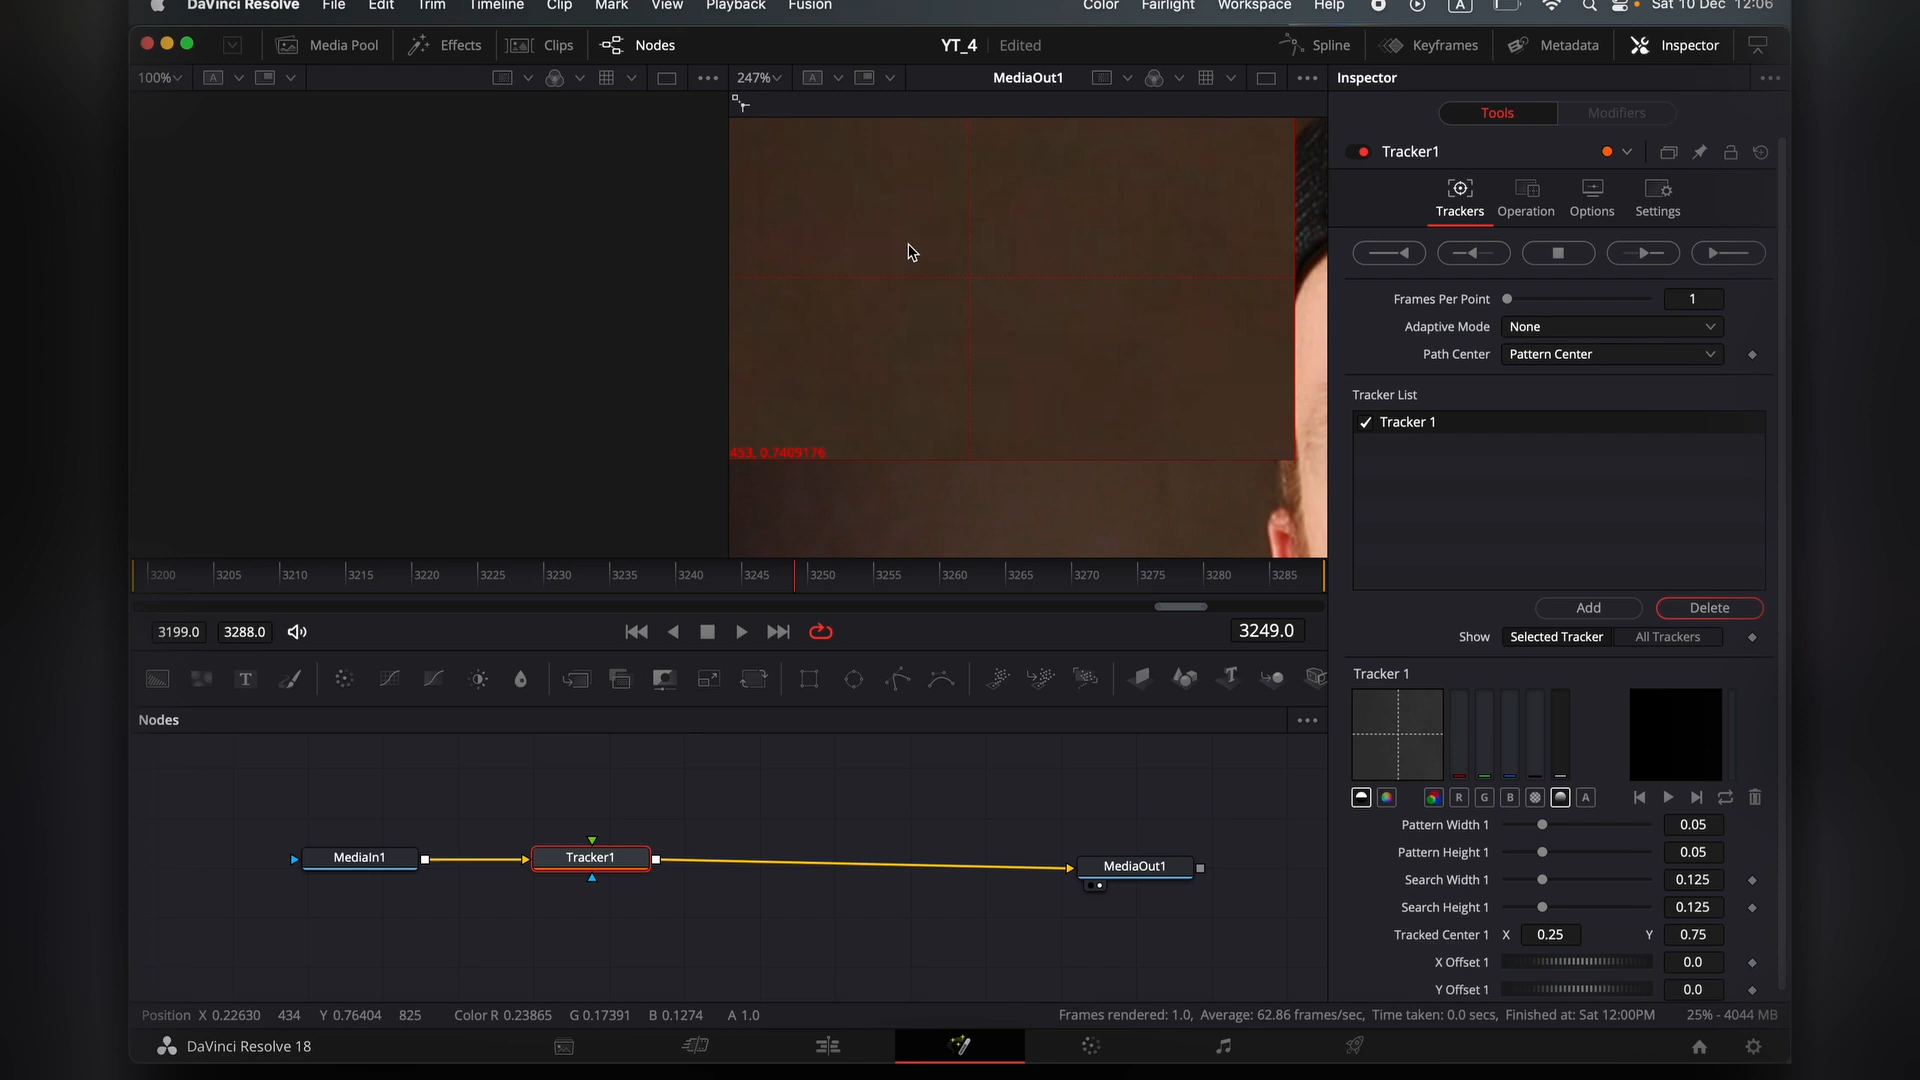 DaVinci Resolve File Edit Trim Timeline Clip Mark View Playback Fusion Color Fairlight Workspace Help A Sat 10 Dec 12:06
Media Pool Effects Clips Nodes YT_4 Edited Spline Keyframes Metadata Inspector
100% A 247% A MediaOut1 Inspector
Tools Modifiers
Tracker1
Trackers Operation Options Settings
Frames Per Point 1
Adaptive Mode None
Path Center Pattern Center
Tracker List
Tracker 1
453, 0.7409176
3200 3205 3210 3215 3220 3225 3230 3235 3240 3245 3250 3255 3260 3265 3270 3275 3280 3285
Add Delete
3199.0 3288.0 3249.0
Show Selected Tracker All Trackers
Tracker 1
T T
Nodes
R G B A
Pattern Width 1 0.05
Pattern Height 1 0.05
Search Width 1 0.125
Search Height 1 0.125
Tracked Center 1 X 0.25 Y 0.75
X Offset 1 0.0
Y Offset 1 0.0
MediaIn1 Tracker1 MediaOut1
Position X 0.22630 434 Y 0.76404 825 Color R 0.23865 G 0.17391 B 0.1274 A 1.0 Frames rendered: 1.0, Average: 62.86 frames/sec, Time taken: 0.0 secs, Finished at: Sat 12:00PM 25% - 4044 MB
DaVinci Resolve 18